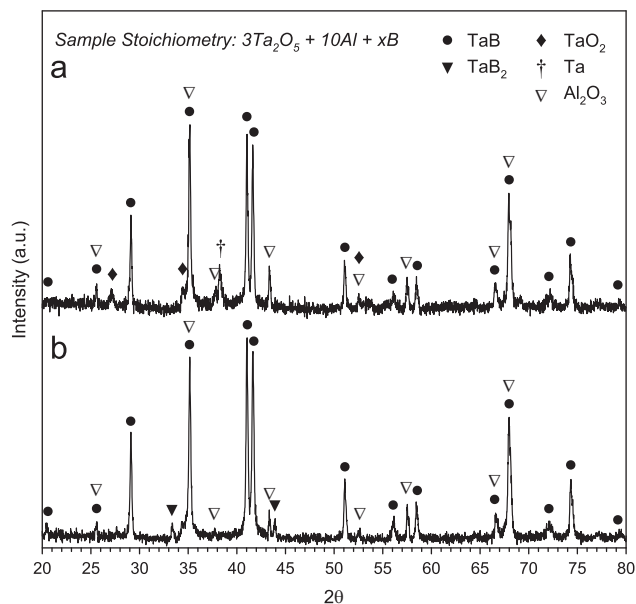 Sample Stoichiometry: 3Ta₂O₅ + 10Al + xB
● TaB
♦ TaO₂
▼ TaB₂
† Ta
▽ Al₂O₃
a
b
Intensity (a.u.)
20 25 30 35 40 45 50 55 60 65 70 75 80
2θ